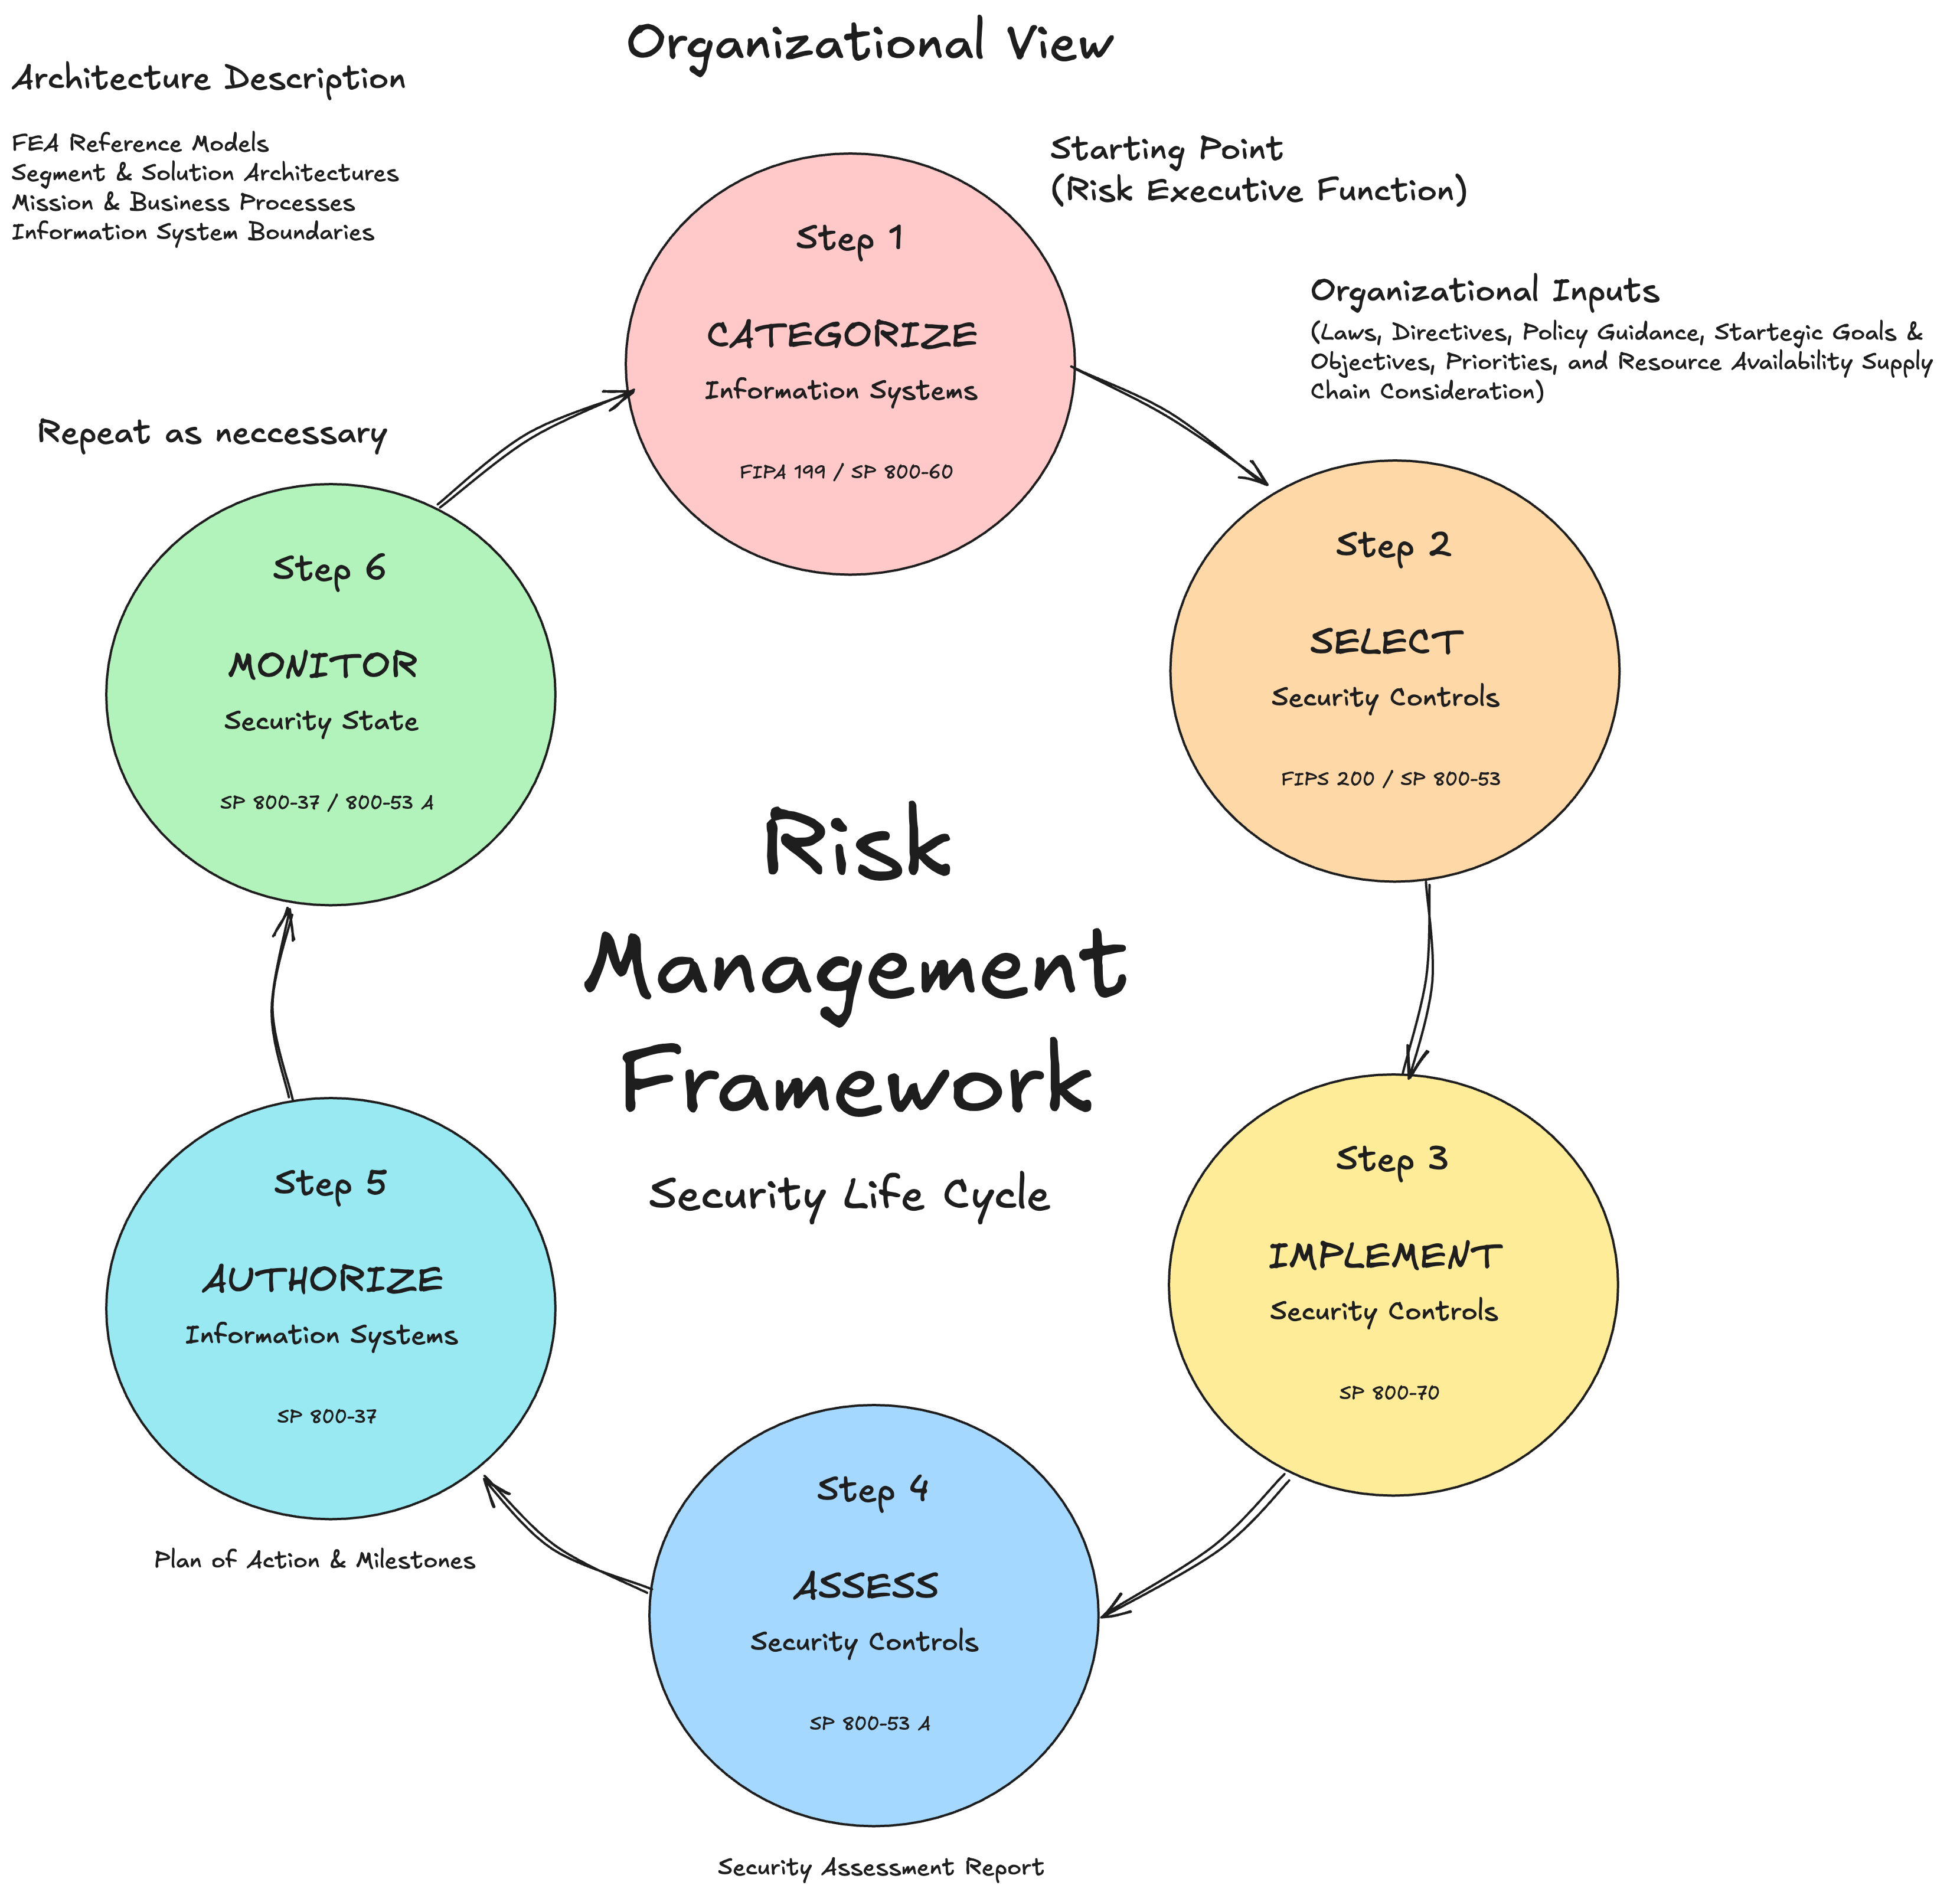 Organizational View
Architecture Description
FEA Reference Models
Segment & Solution Architectures
Mission & Business Processes
Information System Boundaries
Starting Point
(Risk Executive Function)
Organizational Inputs
(Laws, Directives, Policy Guidance, Startegic Goals &
Objectives, Priorities, and Resource Availability Supply
Chain Consideration)
Repeat as neccessary
Step 1
CATEGORIZE
Information Systems
FIPA 199 / SP 800-60
Step 2
SELECT
Security Controls
FIPS 200 / SP 800-53
Step 3
IMPLEMENT
Security Controls
SP 800-70
Step 4
ASSESS
Security Controls
SP 800-53 A
Security Assessment Report
Step 5
AUTHORIZE
Information Systems
SP 800-37
Plan of Action & Milestones
Step 6
MONITOR
Security State
SP 800-37 / 800-53 A
Risk
Management
Framework
Security Life Cycle